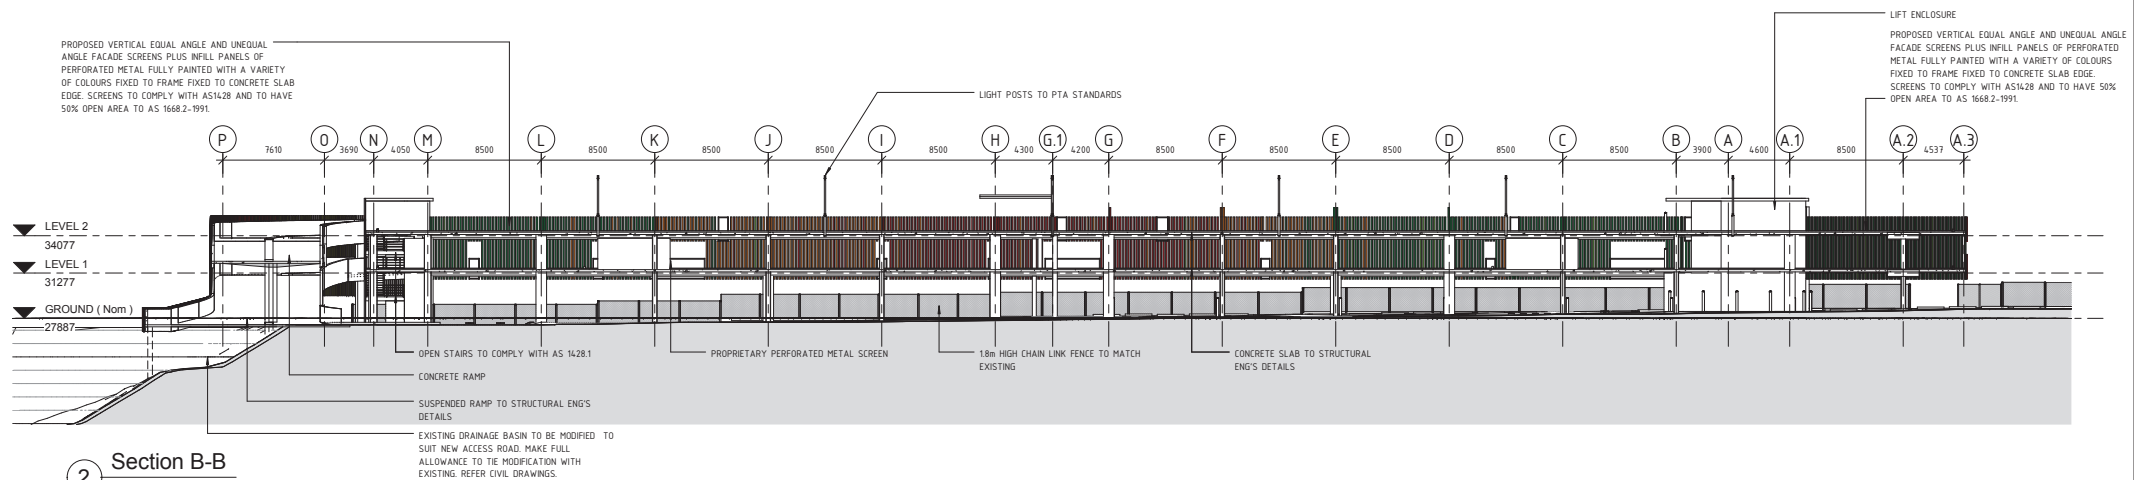 LIFT ENCLOSURE
PROPOSED VERTICAL EQUAL ANGLE AND UNEQUAL
ANGLE FACADE SCREENS PLUS INFILL PANELS OF
PERFORATED METAL FULLY PAINTED WITH A VARIETY
OF COLOURS FIXED TO FRAME FIXED TO CONCRETE SLAB
EDGE. SCREENS TO COMPLY WITH AS1428 AND TO HAVE
50% OPEN AREA TO AS 1668.2-1991.
PROPOSED VERTICAL EQUAL ANGLE AND UNEQUAL ANGLE
FACADE SCREENS PLUS INFILL PANELS OF PERFORATED
METAL FULLY PAINTED WITH A VARIETY OF COLOURS
FIXED TO FRAME FIXED TO CONCRETE SLAB EDGE.
SCREENS TO COMPLY WITH AS1428 AND TO HAVE 50%
OPEN AREA TO AS 1668.2-1991.
LIGHT POSTS TO PTA STANDARDS
P O N M L K J I H G.1 G F E D C B A A.1 A.2 A.3
7610 3690 4050 8500 8500 8500 8500 8500 4300 4200 8500 8500 8500 8500 8500 3900 4600 8500 4537
LEVEL 2
34077
LEVEL 1
31277
GROUND ( Nom )
27887
OPEN STAIRS TO COMPLY WITH AS 1428.1
CONCRETE RAMP
SUSPENDED RAMP TO STRUCTURAL ENG'S
DETAILS
EXISTING DRAINAGE BASIN TO BE MODIFIED TO
SUIT NEW ACCESS ROAD. MAKE FULL
ALLOWANCE TO TIE MODIFICATION WITH
EXISTING. REFER CIVIL DRAWINGS.
PROPRIETARY PERFORATED METAL SCREEN
1.8m HIGH CHAIN LINK FENCE TO MATCH
EXISTING
CONCRETE SLAB TO STRUCTURAL
ENG'S DETAILS
2 Section B-B